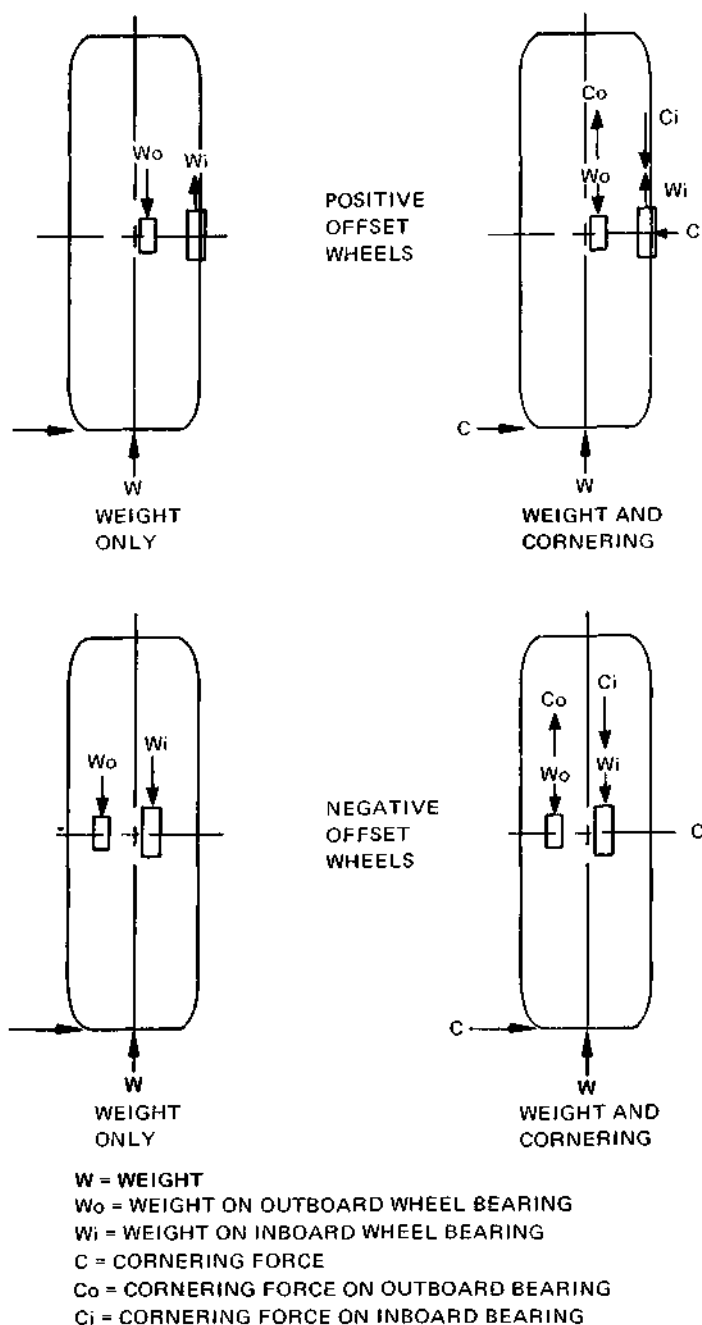 Co
Ci
Wo
Wi
Wo
Wi
POSITIVE
OFFSET
WHEELS
C
C
W
WEIGHT
ONLY
W
WEIGHT AND
CORNERING
Co
Ci
Wo
Wi
Wo
Wi
NEGATIVE
OFFSET
WHEELS
C
C
W
WEIGHT
ONLY
W
WEIGHT AND
CORNERING
W = WEIGHT
Wo = WEIGHT ON OUTBOARD WHEEL BEARING
Wi = WEIGHT ON INBOARD WHEEL BEARING
C = CORNERING FORCE
Co = CORNERING FORCE ON OUTBOARD BEARING
Ci = CORNERING FORCE ON INBOARD BEARING